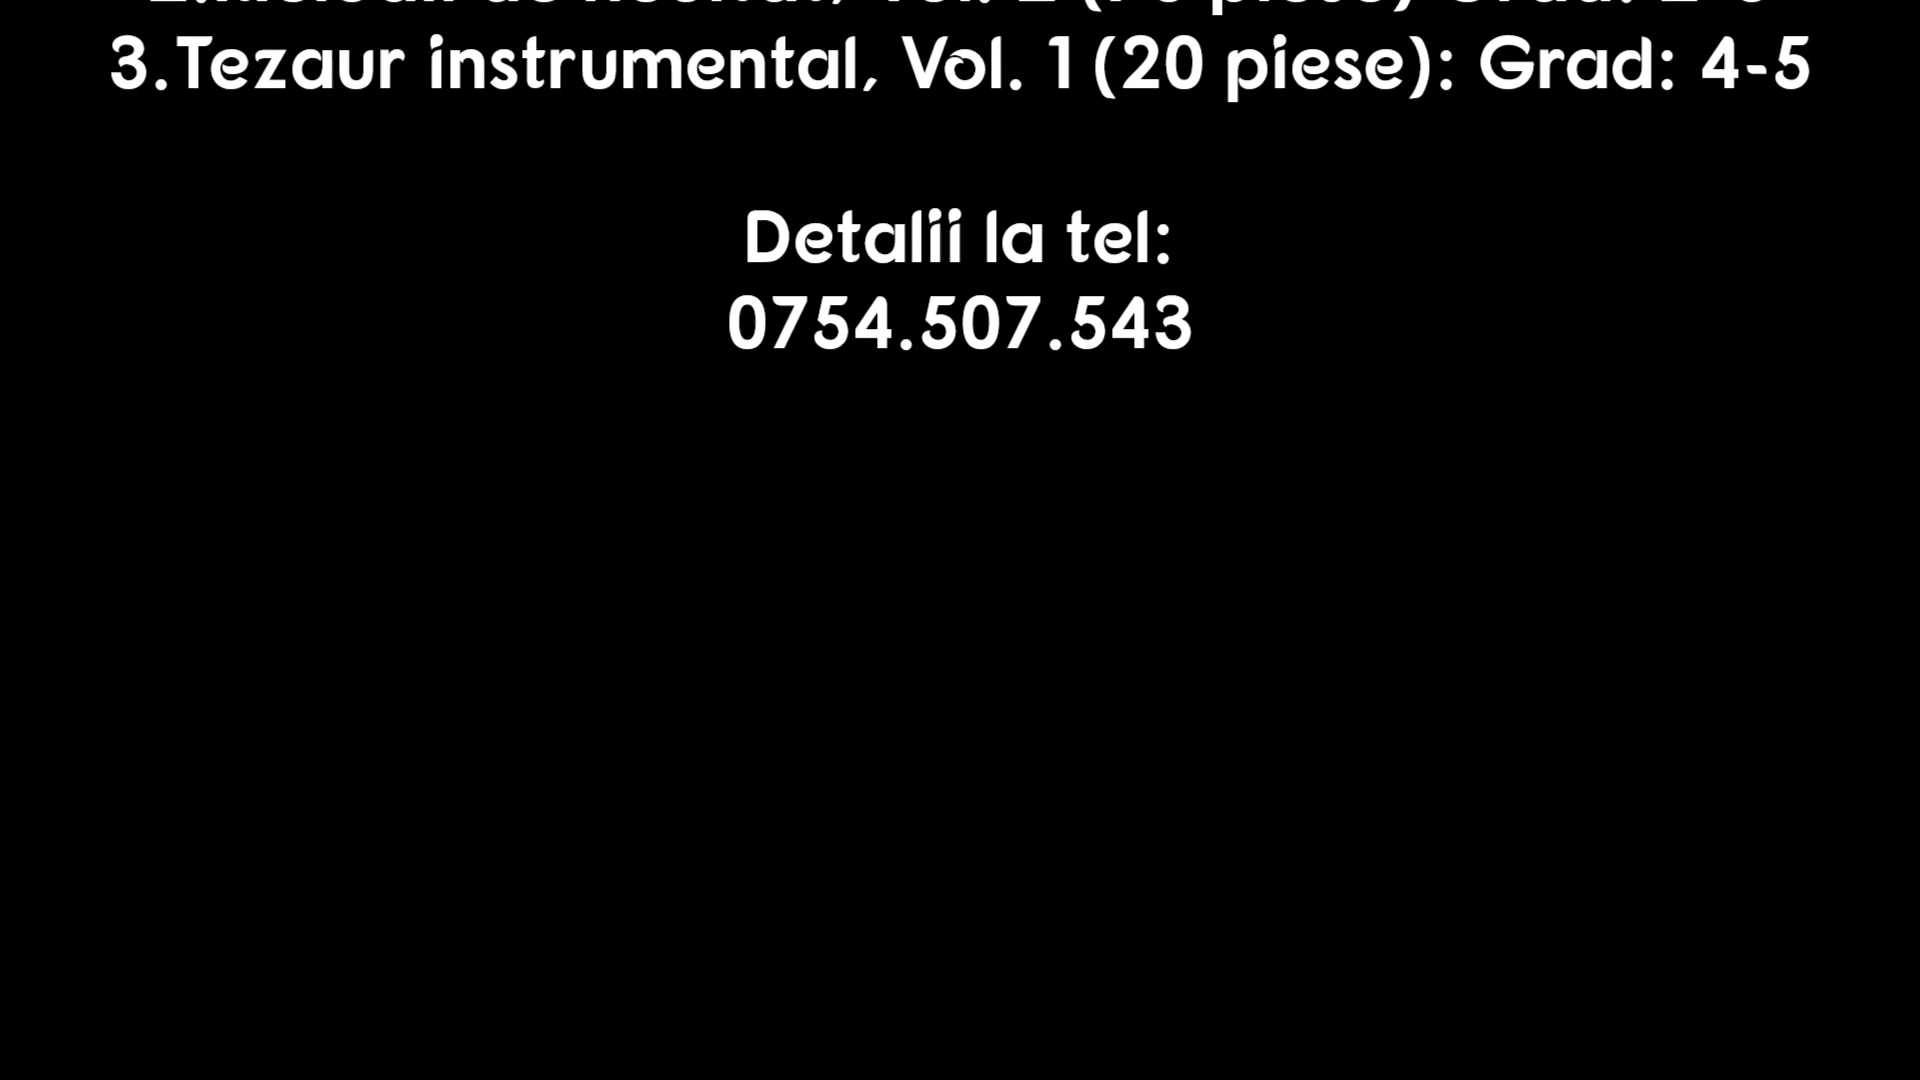 3.Tezaur instrumental, Vol. 1 (20 piese): Grad: 4-5
Detalii la tel:
0754.507.543